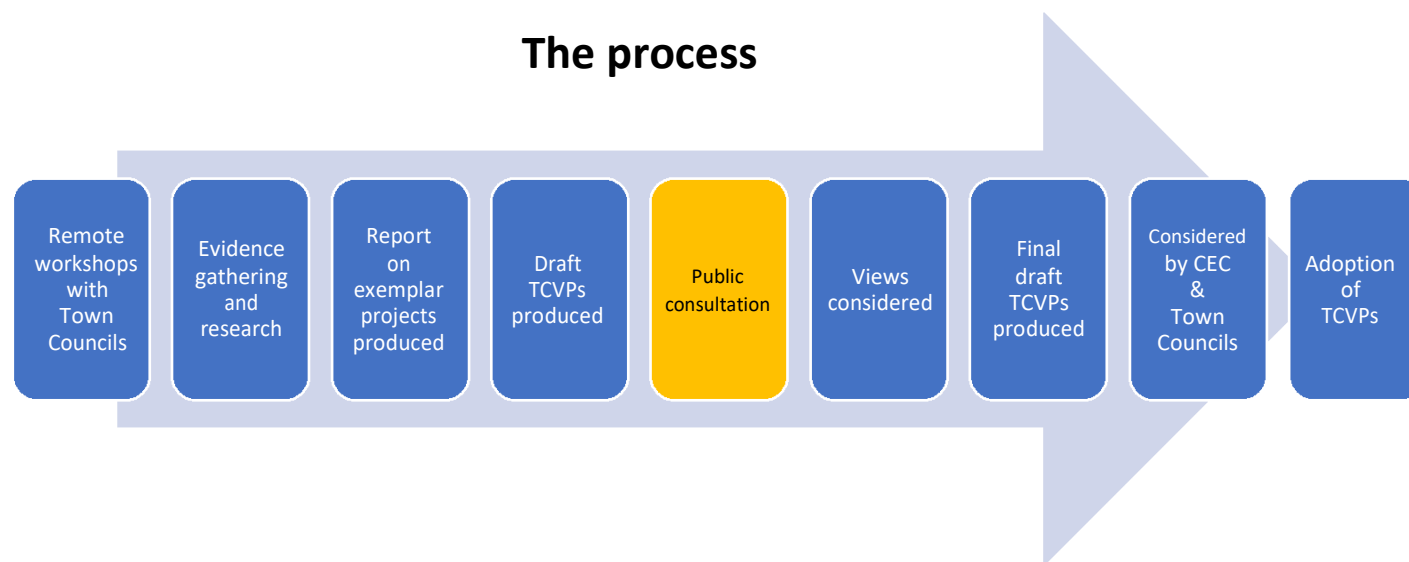 The process
Remote
workshops
with
Town
Councils
Evidence
gathering
and
research
Report
on
exemplar
projects
produced
Draft
TCVPs
produced
Public
consultation
Views
considered
Final
draft
TCVPs
produced
Considered
by CEC
&
Town
Councils
Adoption
of
TCVPs